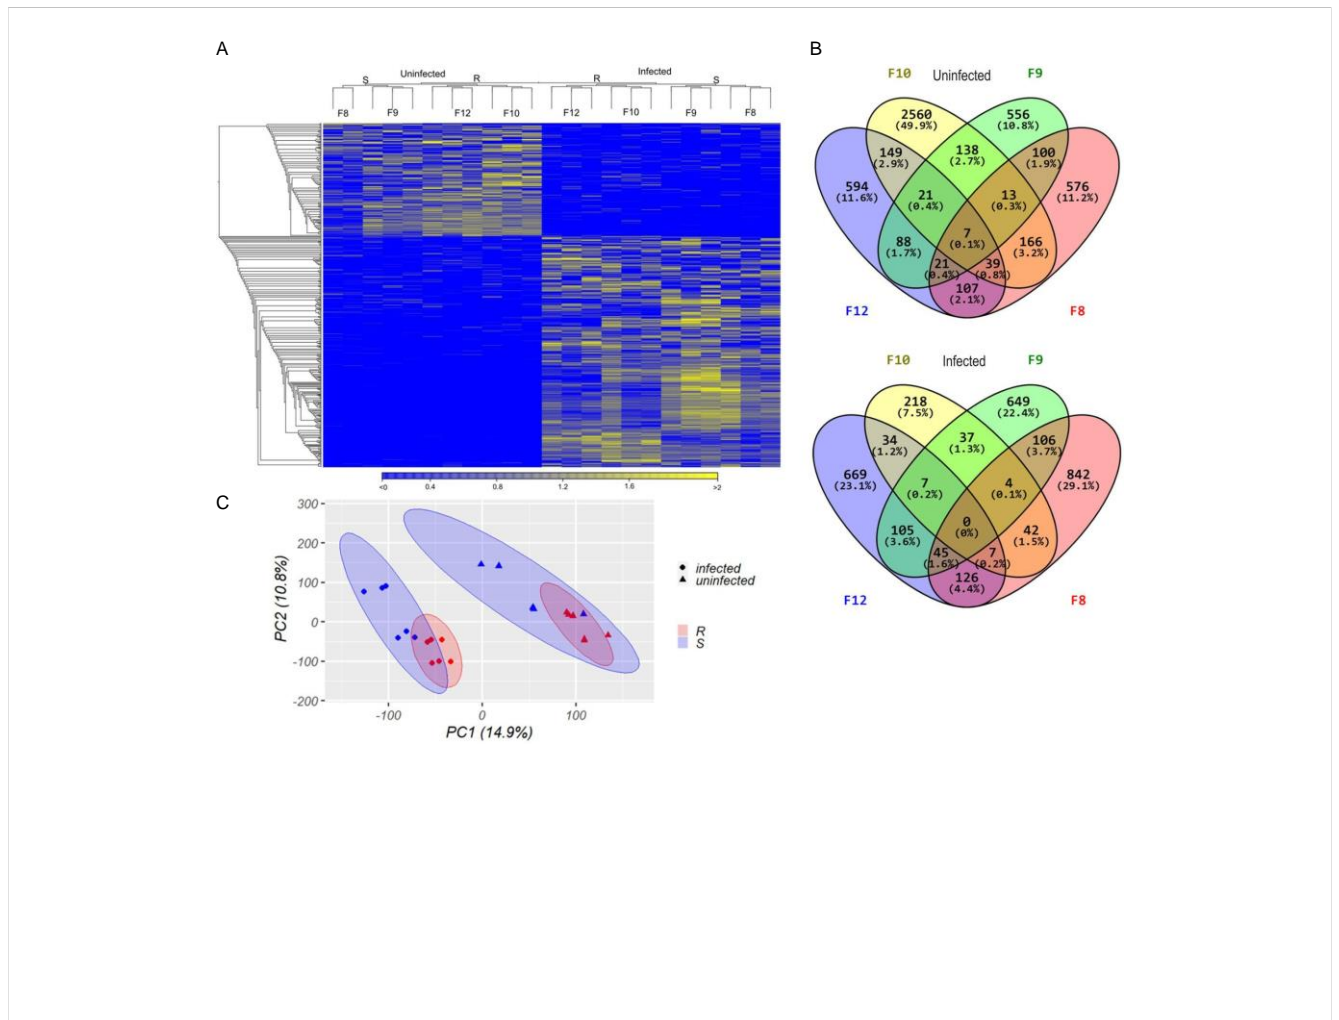 A
Uninfected
Infected
S
R
R
S
F8
F9
F12
F10
F12
F10
F9
F8
<0
0.4
0.8
1.2
1.6
>2
B
F10
Uninfected
F9
2560
(49.9%)
556
(10.8%)
149
(2.9%)
138
(2.7%)
100
(1.9%)
594
(11.6%)
21
(0.4%)
13
(0.3%)
576
(11.2%)
88
(1.7%)
7
(0.1%)
166
(3.2%)
21
(0.4%)
39
(0.8%)
107
(2.1%)
F12
F8
F10
Infected
F9
218
(7.5%)
649
(22.4%)
34
(1.2%)
37
(1.3%)
106
(3.7%)
669
(23.1%)
7
(0.2%)
4
(0.1%)
842
(29.1%)
105
(3.6%)
0
(0%)
42
(1.5%)
45
(1.6%)
7
(0.2%)
126
(4.4%)
F12
F8
C
300
200
100
0
-100
-200
PC2 (10.8%)
-100
0
100
PC1 (14.9%)
infected
uninfected
R
S